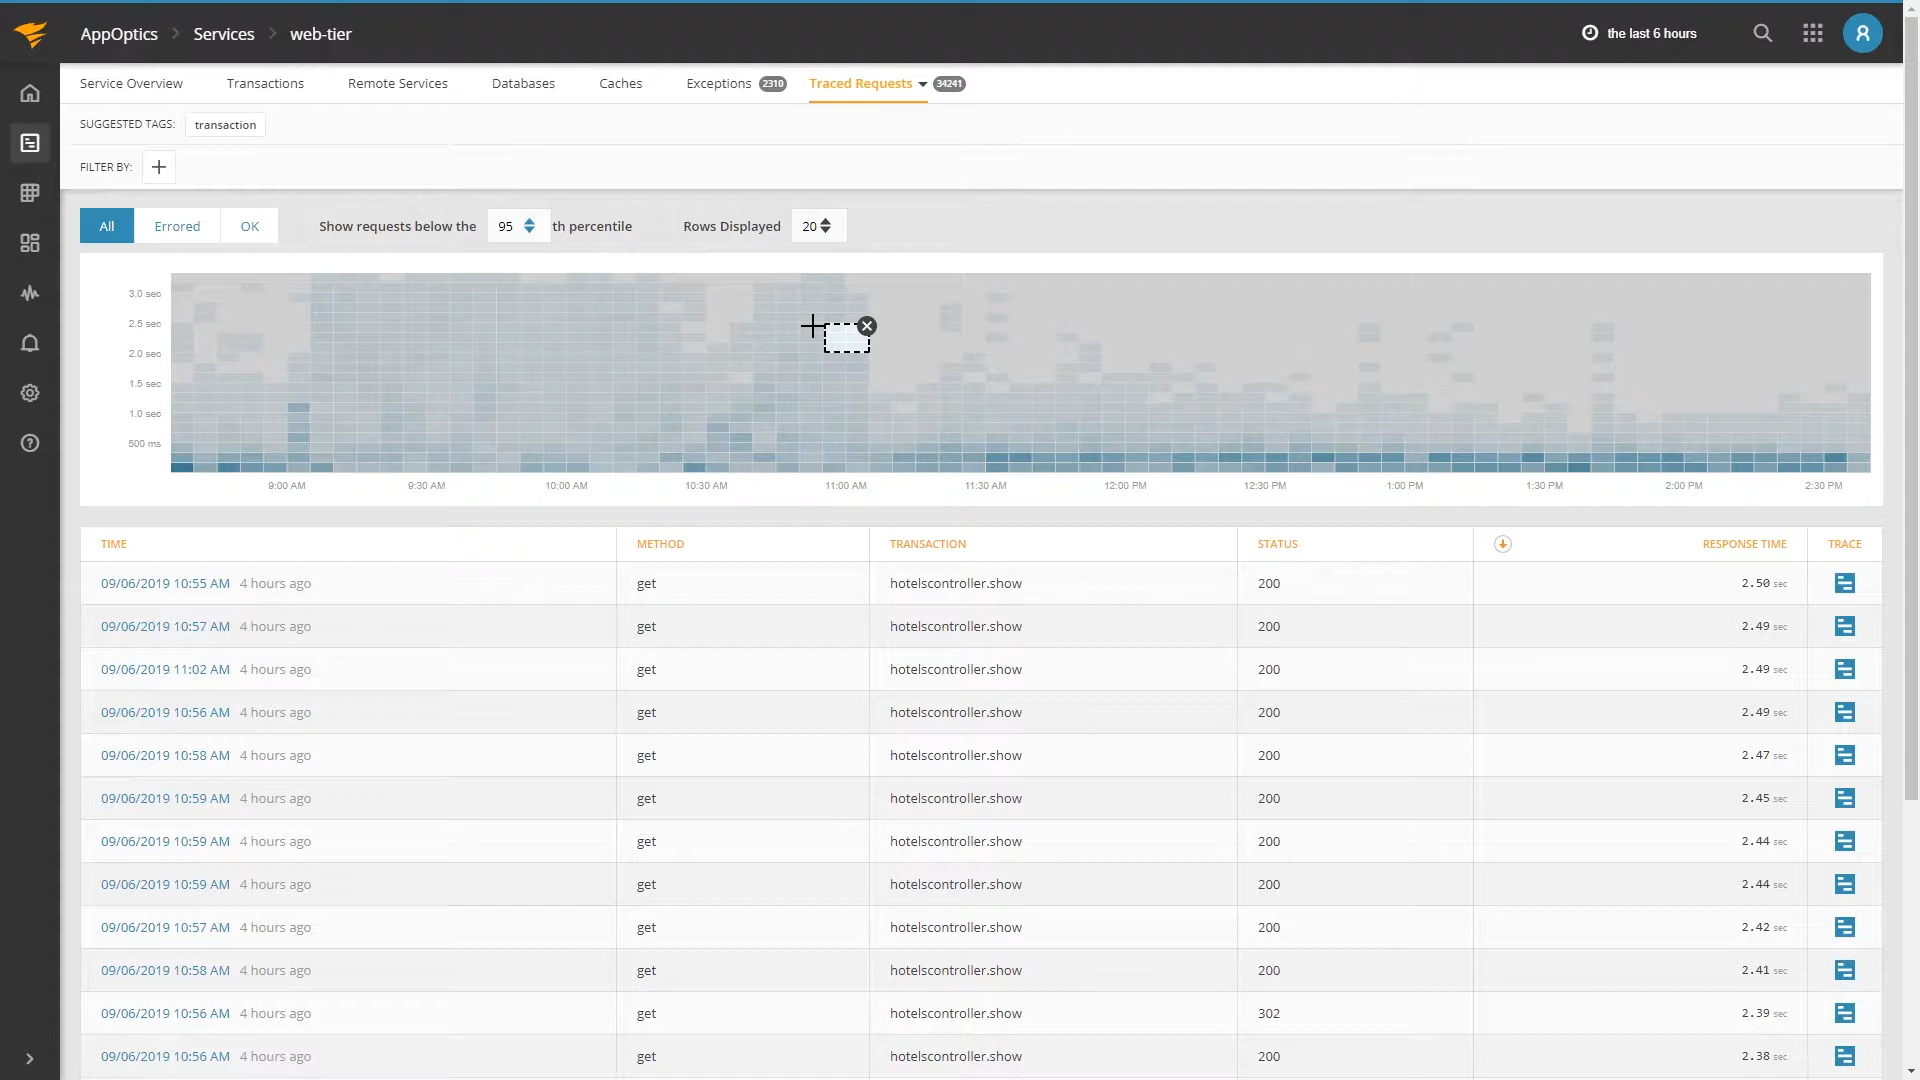 AppOptics > Services > web-tier the last 6 hours
Service Overview Transactions Remote Services Databases Caches Exceptions 2310 Traced Requests 34241
SUGGESTED TAGS: transaction
FILTER BY: +
All Errored OK Show requests below the 95 th percentile Rows Displayed 20
3.0 sec
2.5 sec
2.0 sec
1.5 sec
1.0 sec
500 ms
9:00 AM 9:30 AM 10:00 AM 10:30 AM 11:00 AM 11:30 AM 12:00 PM 12:30 PM 1:00 PM 1:30 PM 2:00 PM 2:30 PM
TIME METHOD TRANSACTION STATUS RESPONSE TIME TRACE
09/06/2019 10:55 AM 4 hours ago get hotelscontroller.show 200 2.50 sec
09/06/2019 10:57 AM 4 hours ago get hotelscontroller.show 200 2.49 sec
09/06/2019 11:02 AM 4 hours ago get hotelscontroller.show 200 2.49 sec
09/06/2019 10:56 AM 4 hours ago get hotelscontroller.show 200 2.49 sec
09/06/2019 10:58 AM 4 hours ago get hotelscontroller.show 200 2.47 sec
09/06/2019 10:59 AM 4 hours ago get hotelscontroller.show 200 2.45 sec
09/06/2019 10:59 AM 4 hours ago get hotelscontroller.show 200 2.44 sec
09/06/2019 10:59 AM 4 hours ago get hotelscontroller.show 200 2.44 sec
09/06/2019 10:57 AM 4 hours ago get hotelscontroller.show 200 2.42 sec
09/06/2019 10:58 AM 4 hours ago get hotelscontroller.show 200 2.41 sec
09/06/2019 10:56 AM 4 hours ago get hotelscontroller.show 302 2.39 sec
09/06/2019 10:56 AM 4 hours ago get hotelscontroller.show 200 2.38 sec